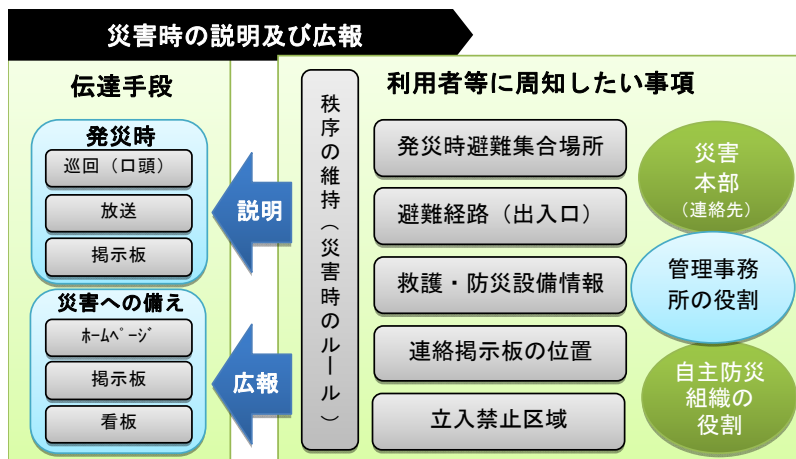 災害時の説明及び広報
伝達手段
発災時
巡回（口頭）
放送
掲示板
災害への備え
ﾎｰﾑﾍﾟｰｼﾞ
掲示板
看板
説明
広報
秩序の維持（災害時のルール）
利用者等に周知したい事項
発災時避難集合場所
避難経路（出入口）
救護・防災設備情報
連絡掲示板の位置
立入禁止区域
災害
本部
（連絡先）
管理事務
所の役割
自主防災
組織の
役割